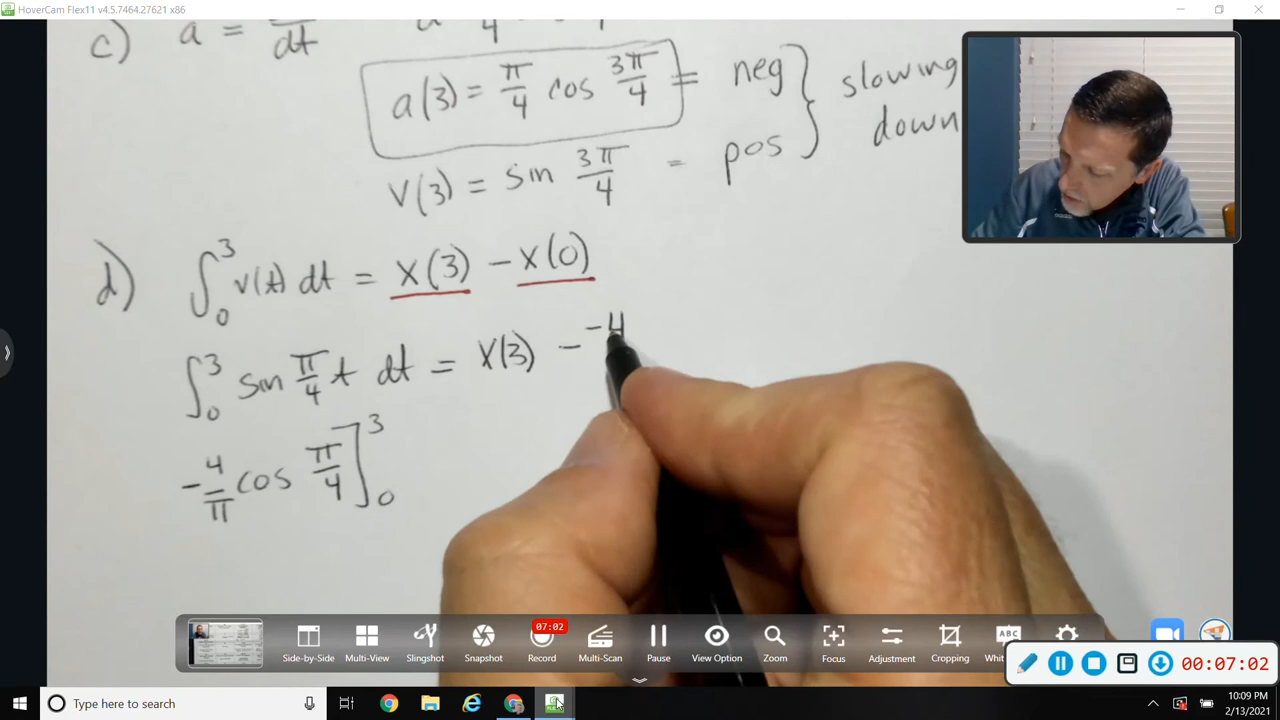 HoverCam Flex11 v4.5.7464.27621 x86
c) a = dt
a(3) = π/4 cos 3π/4 = neg
v(3) = sin 3π/4 = pos
slowing
down
d) ∫₀³ v(t) dt = x(3) - x(0)
∫₀³ sin π/4 t dt = x(3) - -4
-4/π cos π/4 ]₀³
07:02
Side-by-Side Multi-View Slingshot Snapshot Record Multi-Scan Pause View Option Zoom Focus Adjustment Cropping Whit
ABC
00:07:02
Type here to search
10:09 PM
2/13/2021